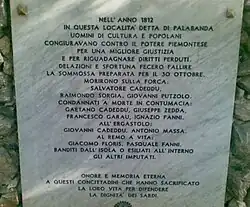 NELL' ANNO 1812
IN QUESTA LOCALITA' DETTA DI PALABANDA
UOMINI DI CULTURA E POPOLANI
CONGIURAVANO CONTRO IL POTERE PIEMONTESE
PER UNA MIGLIORE GIUSTIZIA
E PER RIGUADAGNARE DIRITTI PERDUTI.
DELAZIONI E SFORTUNA FECERO FALLIRE
LA SOMMOSSA PREPARATA PER IL 30 OTTOBRE.
MORIRONO SULLA FORCA:
SALVATORE CADEDDU,
RAIMONDO SORGIA, GIOVANNI PUTZOLO.
CONDANNATI A MORTE IN CONTUMACIA:
GAETANO CADEDDU, GIUSEPPE ZEDDA,
FRANCESCO GARAU, IGNAZIO FANNI.
ALL'ERGASTOLO:
GIOVANNI CADEDDU, ANTONIO MASSA.
AL REMO A VITA:
GIACOMO FLORIS, PASQUALE FANNI.
BANDITI DALL'ISOLA O ESILIATI ALL'INTERNO
GLI ALTRI IMPUTATI.
ONORE E MEMORIA ETERNA
A QUESTI CONCITTADINI CHE HANNO SACRIFICATO
LA LORO VITA PER DIFENDERE
LA DIGNITA' DEI SARDI.